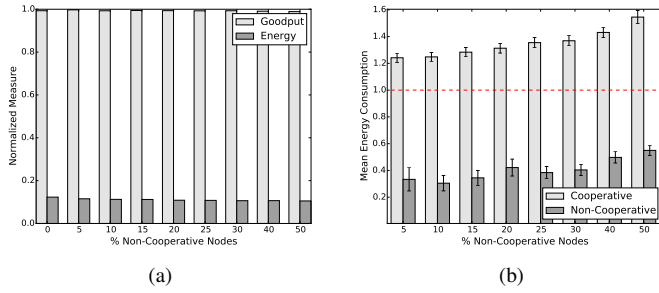 1.0
0.8
0.6
0.4
0.2
0.0
Normalized Measure
Goodput
Energy
0 5 10 15 20 25 30 40 50
% Non-Cooperative Nodes
(a)
1.6
1.4
1.2
1.0
0.8
0.6
0.4
0.2
Mean Energy Consumption
Cooperative
Non-Cooperative
5 10 15 20 25 30 40 50
% Non-Cooperative Nodes
(b)